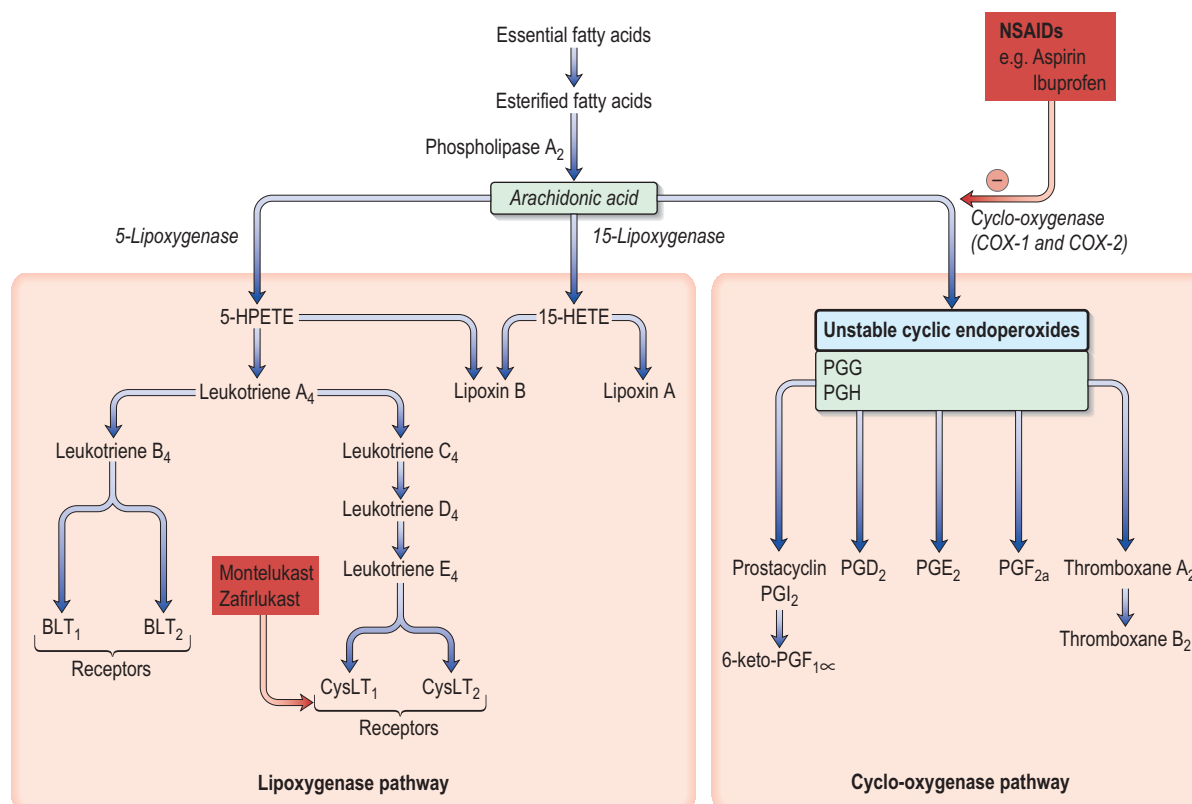 Essential fatty acids
NSAIDs
e.g. Aspirin
Ibuprofen
Esterified fatty acids
Phospholipase A₂
Arachidonic acid
−
5-Lipoxygenase
15-Lipoxygenase
Cyclo-oxygenase
(COX-1 and COX-2)
5-HPETE
15-HETE
Leukotriene A₄
Lipoxin B
Lipoxin A
Leukotriene B₄
Leukotriene C₄
Leukotriene D₄
Leukotriene E₄
Montelukast
Zafirlukast
BLT₁
BLT₂
Receptors
CysLT₁
CysLT₂
Receptors
Lipoxygenase pathway
Unstable cyclic endoperoxides
PGG
PGH
Prostacyclin
PGI₂
PGD₂
PGE₂
PGF₂ₐ
Thromboxane A₂
6-keto-PGF₁∝
Thromboxane B₂
Cyclo-oxygenase pathway